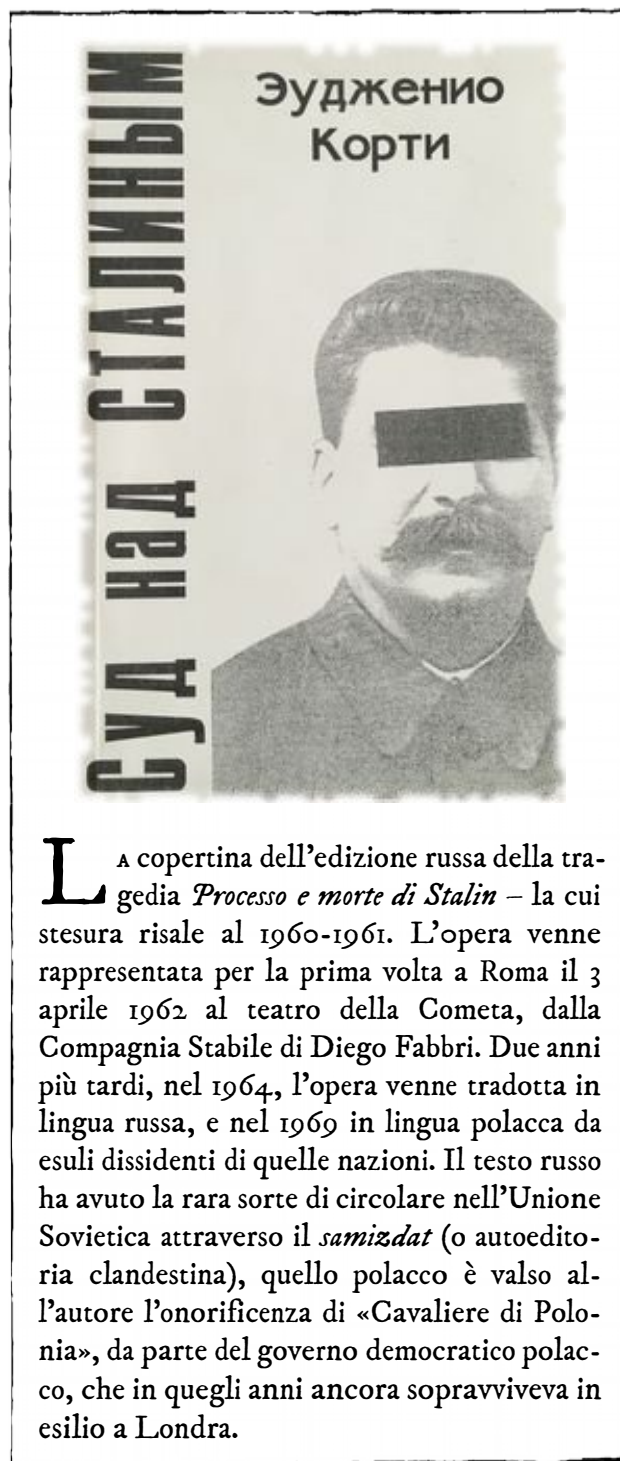 Суд над СТАЛИНЫМ
Эудженио
Корти
LA copertina dell'edizione russa della tra-
gedia Processo e morte di Stalin – la cui
stesura risale al 1960-1961. L'opera venne
rappresentata per la prima volta a Roma il 3
aprile 1962 al teatro della Cometa, dalla
Compagnia Stabile di Diego Fabbri. Due anni
più tardi, nel 1964, l'opera venne tradotta in
lingua russa, e nel 1969 in lingua polacca da
esuli dissidenti di quelle nazioni. Il testo russo
ha avuto la rara sorte di circolare nell'Unione
Sovietica attraverso il samizdat (o autoedito-
ria clandestina), quello polacco è valso al-
l'autore l'onorificenza di «Cavaliere di Polo-
nia», da parte del governo democratico polac-
co, che in quegli anni ancora sopravviveva in
esilio a Londra.